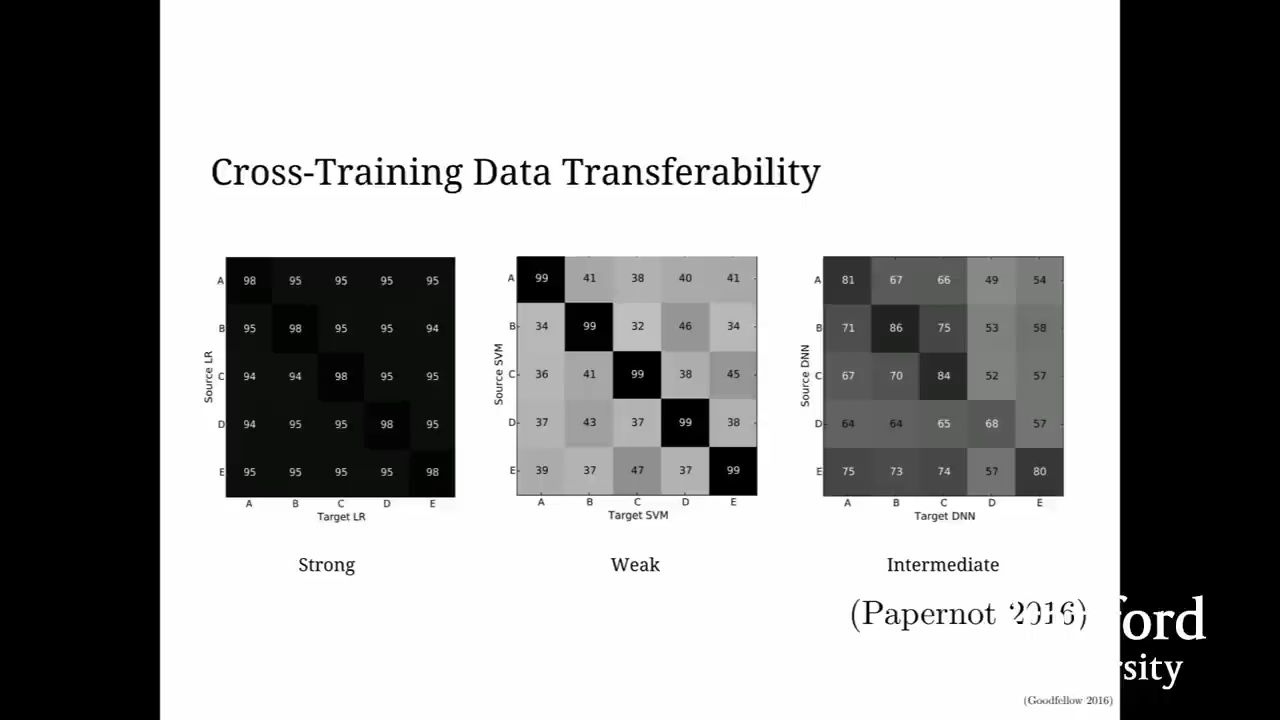 Cross-Training Data Transferability
A 98 95 95 95 95
B 95 98 95 95 94
C 94 94 98 95 95
D 94 95 95 98 95
E 95 95 95 95 98
A B C D E
Source LR
Target LR
Strong
A 99 41 38 40 41
B 34 99 32 46 34
C 36 41 99 38 45
D 37 43 37 99 38
E 39 37 47 37 99
A B C D E
Source SVM
Target SVM
Weak
A 81 67 66 49 54
B 71 86 75 53 58
C 67 70 84 52 57
D 64 64 65 68 57
E 75 73 74 57 80
A B C D E
Source DNN
Target DNN
Intermediate
(Papernot 2016)
ford
rsity
(Goodfellow 2016)